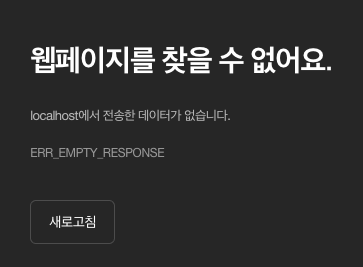 웹페이지를 찾을 수 없어요.
localhost에서 전송한 데이터가 없습니다.
ERR_EMPTY_RESPONSE
새로고침